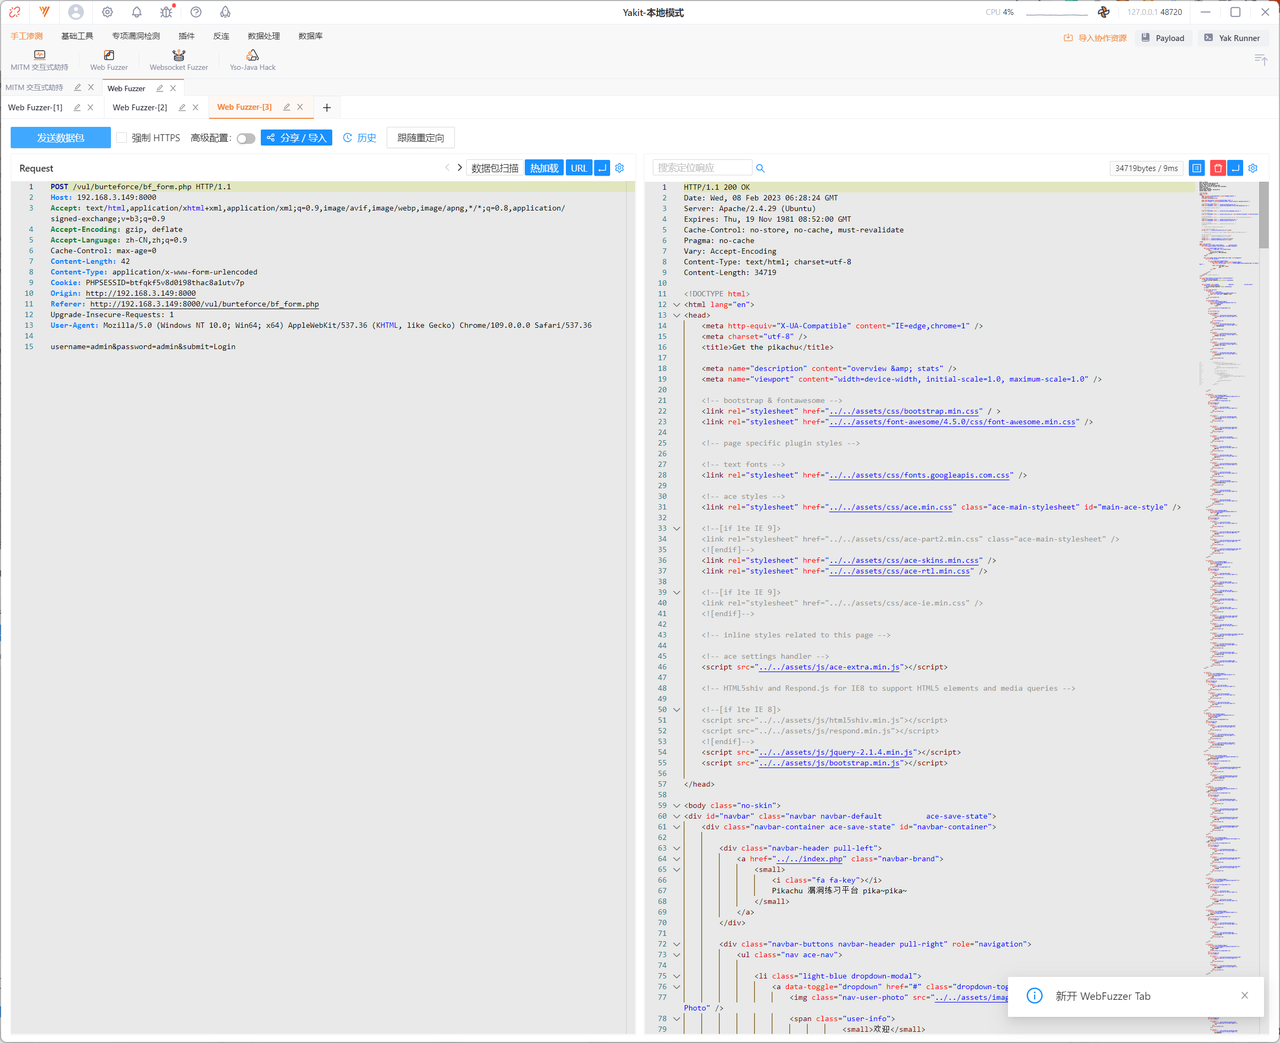 Yakit-本地模式
CPU 4%
127.0.0.1 48720
手工渗透 基础工具 专项漏洞检测 插件 反连 数据处理 数据库
导入协作资源 Payload Yak Runner
MITM 交互式劫持 Web Fuzzer Websocket Fuzzer Yso-Java Hack
MITM 交互式劫持 Web Fuzzer
Web Fuzzer-[1] Web Fuzzer-[2] Web Fuzzer-[3]
发送数据包 强制 HTTPS 高级配置: 分享 / 导入 历史 跟随重定向
Request
数据包扫描 热加载 URL
1 POST /vul/burteforce/bf_form.php HTTP/1.1
2 Host: 192.168.3.149:8000
3 Accept: text/html,application/xhtml+xml,application/xml;q=0.9,image/avif,image/webp,image/apng,*/*;q=0.8,application/
signed-exchange;v=b3;q=0.9
4 Accept-Encoding: gzip, deflate
5 Accept-Language: zh-CN,zh;q=0.9
6 Cache-Control: max-age=0
7 Content-Length: 42
8 Content-Type: application/x-www-form-urlencoded
9 Cookie: PHPSESSID=btfqkf5v8d0i98thac8a1utv7p
10 Origin: http://192.168.3.149:8000
11 Referer: http://192.168.3.149:8000/vul/burteforce/bf_form.php
12 Upgrade-Insecure-Requests: 1
13 User-Agent: Mozilla/5.0 (Windows NT 10.0; Win64; x64) AppleWebKit/537.36 (KHTML, like Gecko) Chrome/109.0.0.0 Safari/537.36
14
15 username=admin&password=admin&submit=Login
搜索定位响应
34719bytes / 9ms
1 HTTP/1.1 200 OK
2 Date: Wed, 08 Feb 2023 06:28:24 GMT
3 Server: Apache/2.4.29 (Ubuntu)
4 Expires: Thu, 19 Nov 1981 08:52:00 GMT
5 Cache-Control: no-store, no-cache, must-revalidate
6 Pragma: no-cache
7 Vary: Accept-Encoding
8 Content-Type: text/html; charset=utf-8
9 Content-Length: 34719
10
11 <!DOCTYPE html>
12 <html lang="en">
13 <head>
14 <meta http-equiv="X-UA-Compatible" content="IE=edge,chrome=1" />
15 <meta charset="utf-8" />
16 <title>Get the pikachu</title>
17
18 <meta name="description" content="overview &amp; stats" />
19 <meta name="viewport" content="width=device-width, initial-scale=1.0, maximum-scale=1.0" />
20
21 <!-- bootstrap & fontawesome -->
22 <link rel="stylesheet" href="../../assets/css/bootstrap.min.css" / >
23 <link rel="stylesheet" href="../../assets/font-awesome/4.5.0/css/font-awesome.min.css" />
24
25 <!-- page specific plugin styles -->
26
27 <!-- text fonts -->
28 <link rel="stylesheet" href="../../assets/css/fonts.googleapis.com.css" />
29
30 <!-- ace styles -->
31 <link rel="stylesheet" href="../../assets/css/ace.min.css" class="ace-main-stylesheet" id="main-ace-style" />
32
33 <!--[if lte IE 9]>
34 <link rel="stylesheet" href="../../assets/css/ace-part2.min.css" class="ace-main-stylesheet" />
35 <![endif]-->
36 <link rel="stylesheet" href="../../assets/css/ace-skins.min.css" />
37 <link rel="stylesheet" href="../../assets/css/ace-rtl.min.css" />
38
39 <!--[if lte IE 9]>
40 <link rel="stylesheet" href="../../assets/css/ace-ie.min.css" />
41 <![endif]-->
42
43 <!-- inline styles related to this page -->
44
45 <!-- ace settings handler -->
46 <script src="../../assets/js/ace-extra.min.js"></script>
47
48 <!-- HTML5shiv and Respond.js for IE8 to support HTML5 elements and media queries -->
49
50 <!--[if lte IE 8]>
51 <script src="../../assets/js/html5shiv.min.js"></script>
52 <script src="../../assets/js/respond.min.js"></script>
53 <![endif]-->
54 <script src="../../assets/js/jquery-2.1.4.min.js"></script>
55 <script src="../../assets/js/bootstrap.min.js"></script>
56
57 </head>
58
59 <body class="no-skin">
60 <div id="navbar" class="navbar navbar-default ace-save-state">
61 <div class="navbar-container ace-save-state" id="navbar-container">
62
63 <div class="navbar-header pull-left">
64 <a href="../../index.php" class="navbar-brand">
65 <small>
66 <i class="fa fa-key"></i>
67 Pikachu 漏洞练习平台 pika~pika~
68 </small>
69 </a>
70 </div>
71
72 <div class="navbar-buttons navbar-header pull-right" role="navigation">
73 <ul class="nav ace-nav">
74
75 <li class="light-blue dropdown-modal">
76 <a data-toggle="dropdown" href="#" class="dropdown-tog
77 <img class="nav-user-photo" src="../../assets/imag
Photo" />
78 <span class="user-info">
79 <small>欢迎</small>
新开 WebFuzzer Tab